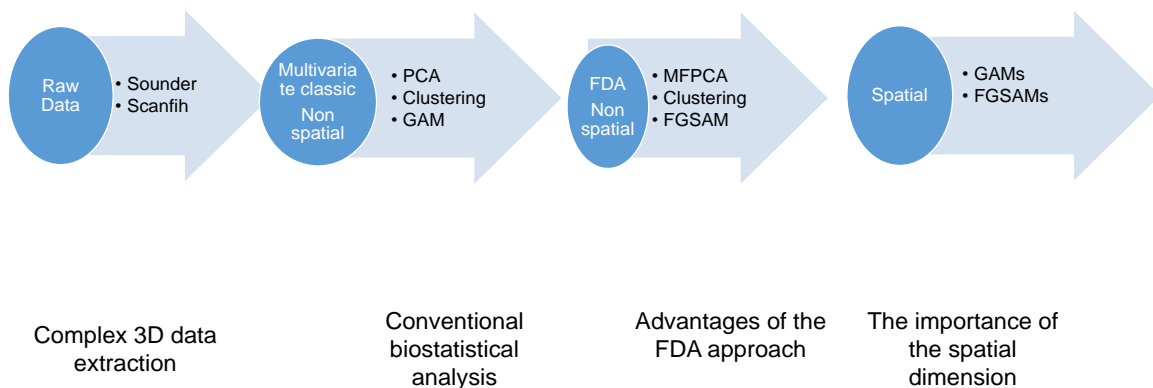 Raw
Data
• Sounder
• Scanfih
Multivaria
te classic
Non
spatial
• PCA
• Clustering
• GAM
FDA
Non
spatial
• MFPCA
• Clustering
• FGSAM
Spatial
• GAMs
• FGSAMs
Complex 3D data
extraction
Conventional
biostatistical
analysis
Advantages of the
FDA approach
The importance of
the spatial
dimension